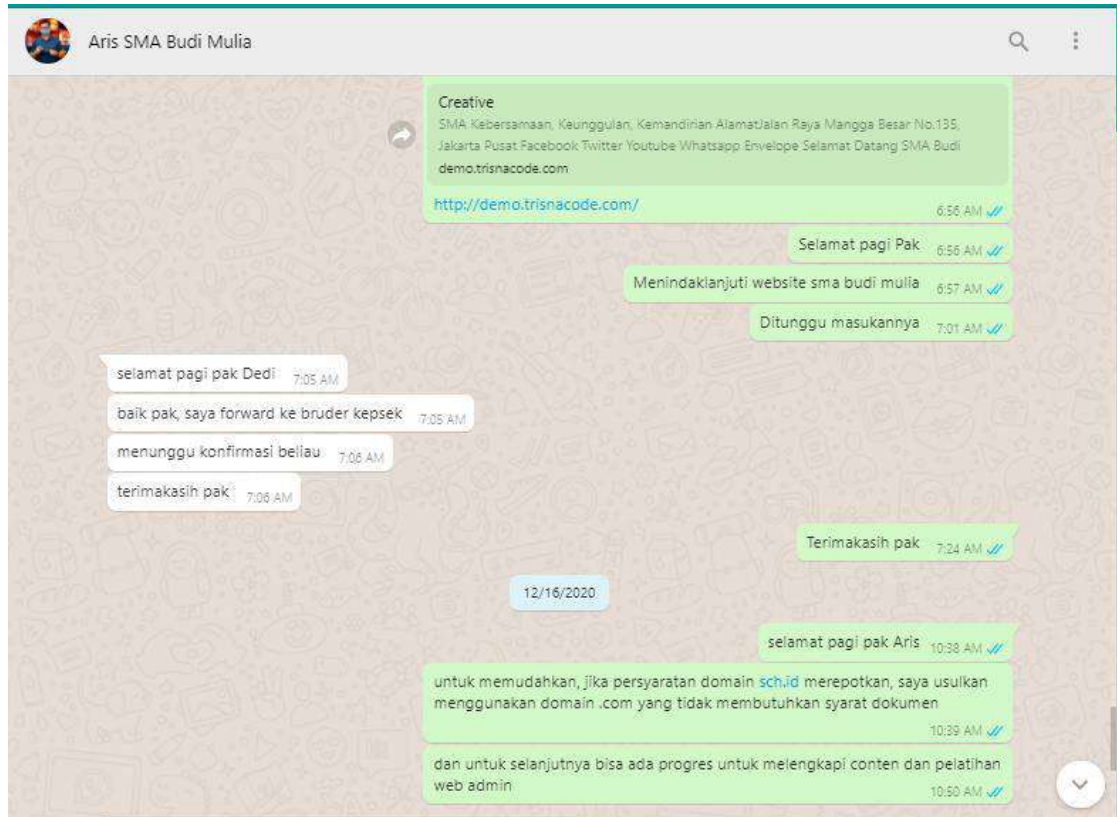 Aris SMA Budi Mulia
Creative
SMA Kebersamaan, Keunggulan, Kemandirian AlamatJalan Raya Mangga Besar No.135,
Jakarta Pusat Facebook Twitter Youtube Whatsapp Envelope Selamat Datang SMA Budi
demo.trisnacode.com
http://demo.trisnacode.com/
6:56 AM
Selamat pagi Pak 6:56 AM
Menindaklanjuti website sma budi mulia 6:57 AM
Ditunggu masukannya 7:01 AM
selamat pagi pak Dedi 7:05 AM
baik pak, saya forward ke bruder kepsek 7:05 AM
menunggu konfirmasi beliau 7:06 AM
terimakasih pak 7:06 AM
Terimakasih pak 7:24 AM
12/16/2020
selamat pagi pak Aris 10:38 AM
untuk memudahkan, jika persyaratan domain sch.id merepotkan, saya usulkan
menggunakan domain .com yang tidak membutuhkan syarat dokumen
10:39 AM
dan untuk selanjutnya bisa ada progres untuk melengkapi conten dan pelatihan
web admin
10:50 AM